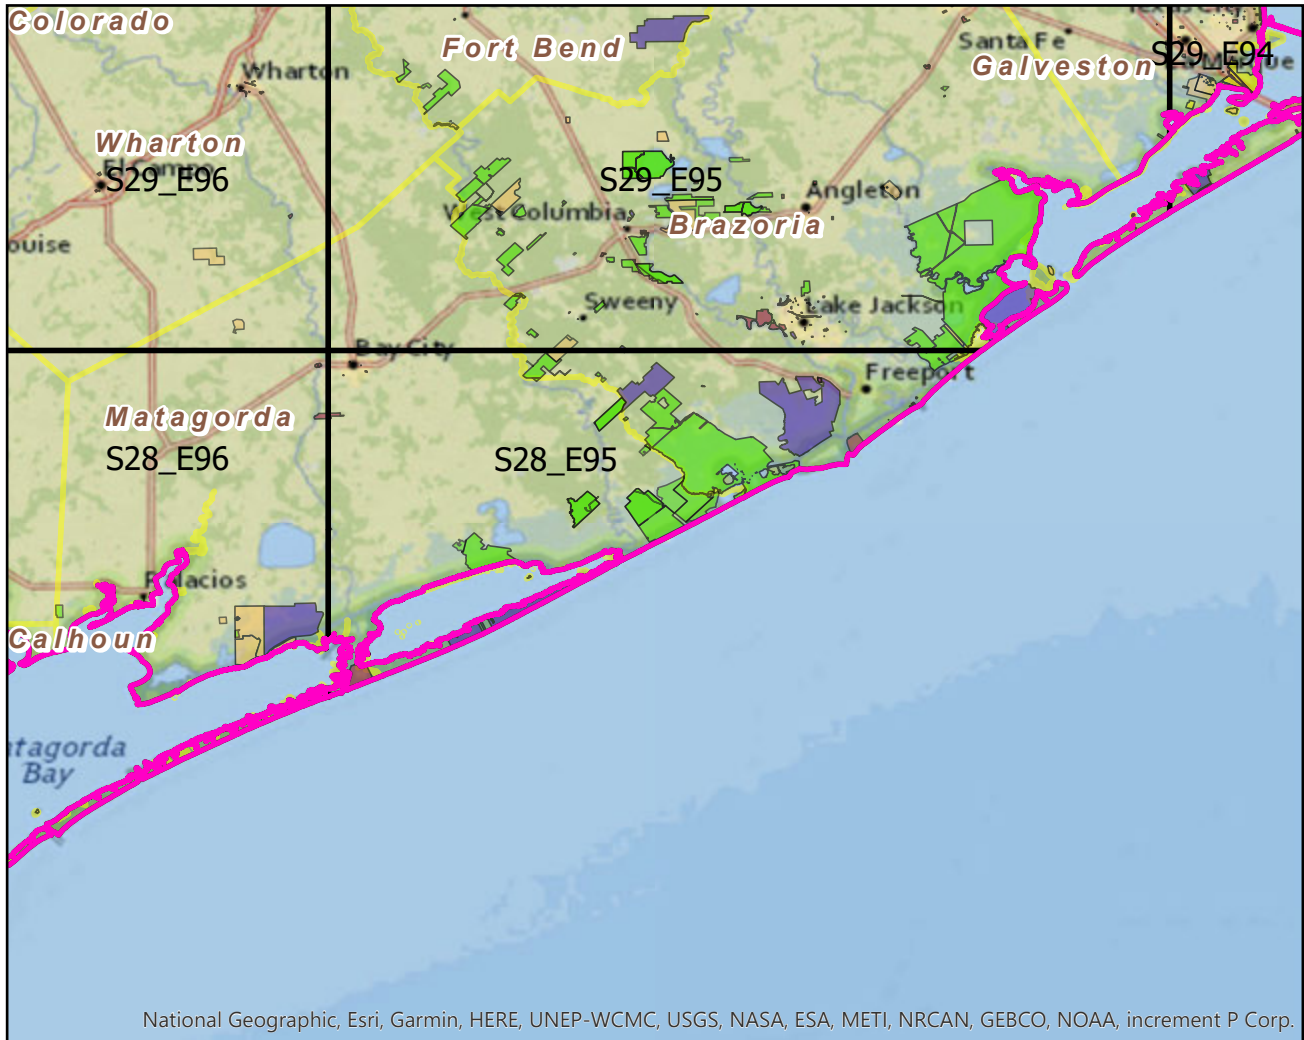 Colorado
Fort Bend
Santa Fe
Galveston
S29_E94
Wharton
Wharton
El Campo
S29_E96
S29_E95
West Columbia
Angleton
Brazoria
ouise
Sweeny
Lake Jackson
Bay City
Freeport
Matagorda
S28_E96
S28_E95
Palacios
Calhoun
atagorda
Bay
National Geographic, Esri, Garmin, HERE, UNEP-WCMC, USGS, NASA, ESA, METI, NRCAN, GEBCO, NOAA, increment P Corp.